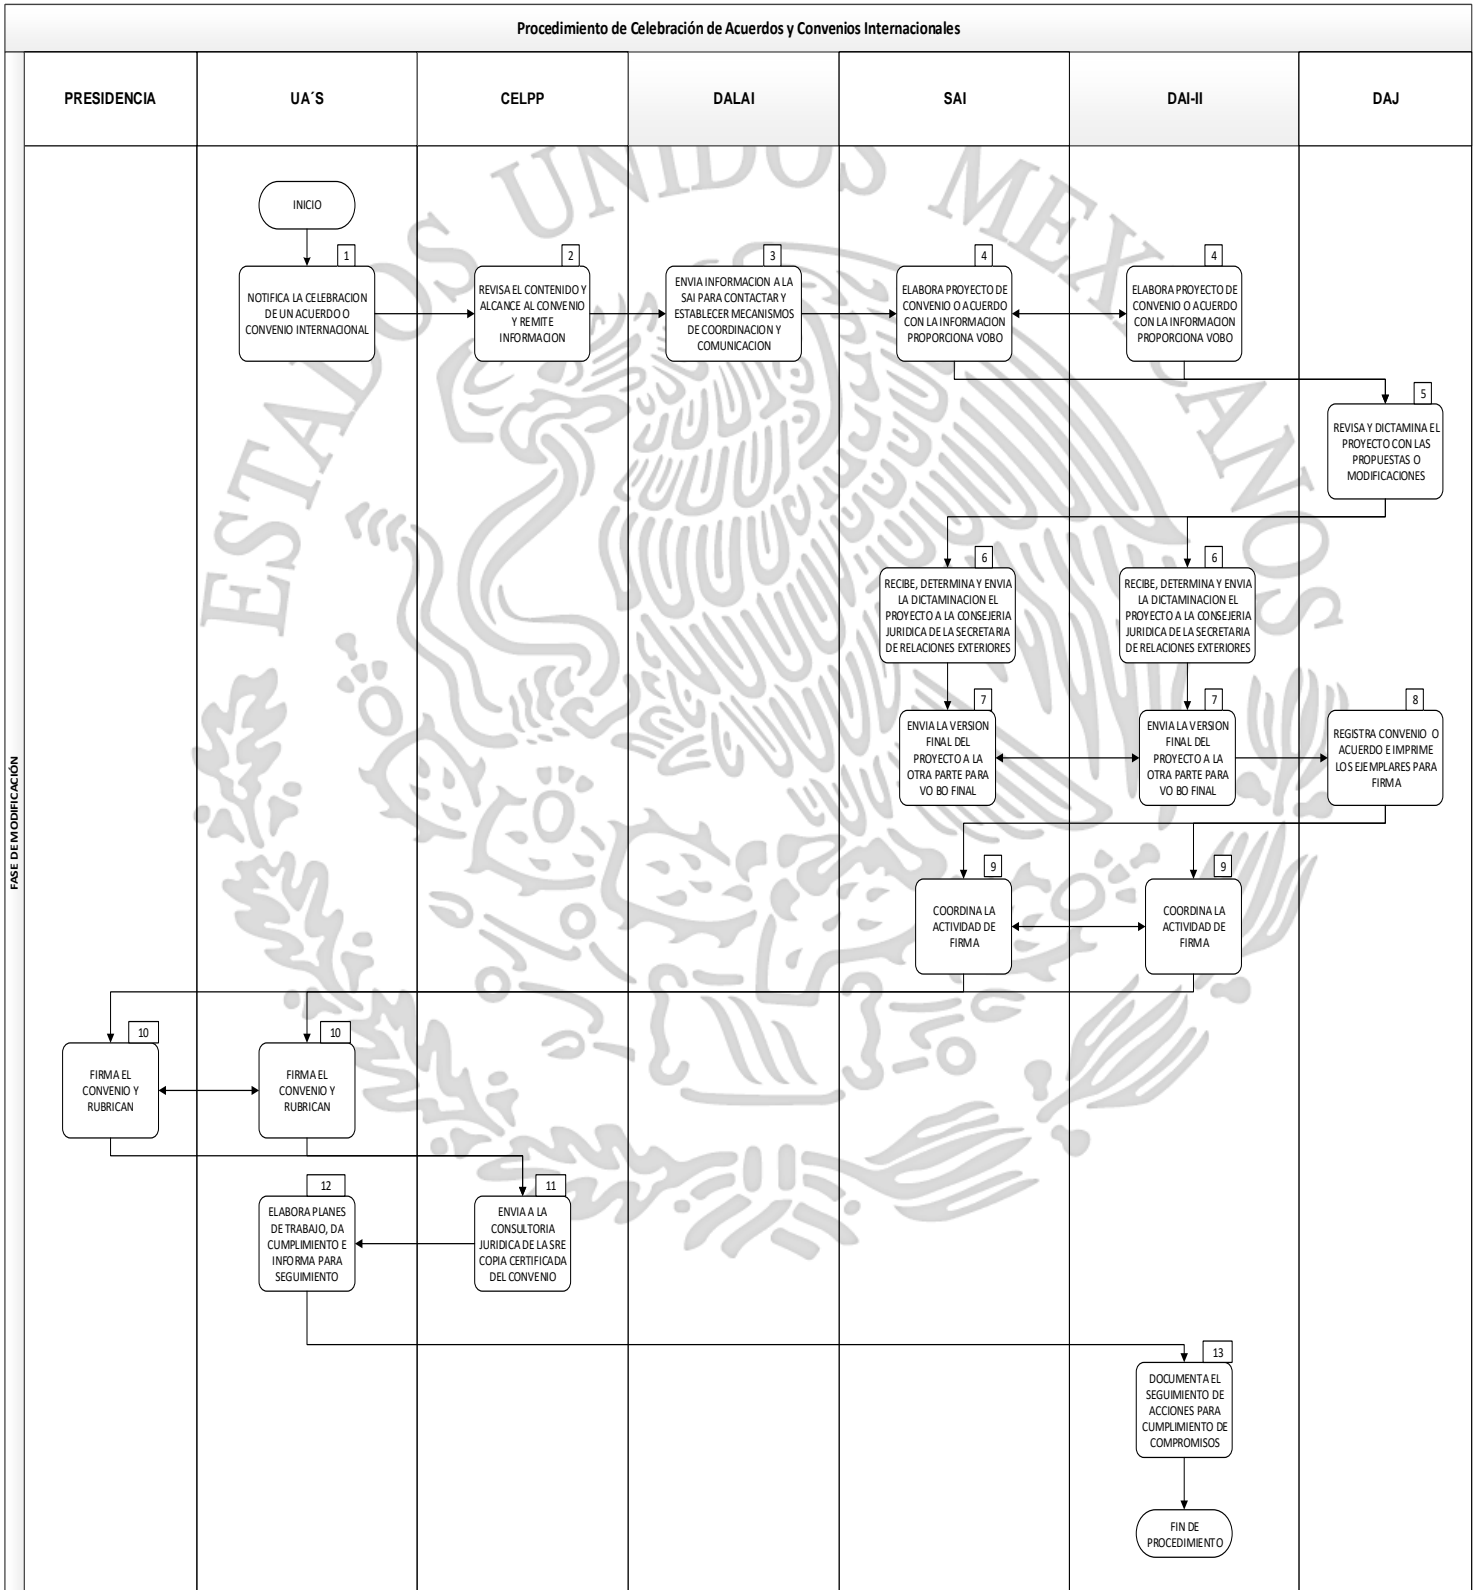 Procedimiento de Celebración de Acuerdos y Convenios Internacionales
PRESIDENCIA
UA´S
CELPP
DALAI
SAI
DAI-II
DAJ
FASE DE MODIFICACIÓN
ESTADOS UNIDOS MEXICANOS
INICIO
1
NOTIFICA LA CELEBRACION
DE UN ACUERDO O
CONVENIO INTERNACIONAL
2
REVISA EL CONTENIDO Y
ALCANCE AL CONVENIO
Y REMITE
INFORMACION
3
ENVIA INFORMACION A LA
SAI PARA CONTACTAR Y
ESTABLECER MECANISMOS
DE COORDINACION Y
COMUNICACION
4
ELABORA PROYECTO DE
CONVENIO O ACUERDO
CON LA INFORMACION
PROPORCIONA VOBO
4
ELABORA PROYECTO DE
CONVENIO O ACUERDO
CON LA INFORMACION
PROPORCIONA VOBO
5
REVISA Y DICTAMINA EL
PROYECTO CON LAS
PROPUESTAS O
MODIFICACIONES
6
RECIBE, DETERMINA Y ENVIA
LA DICTAMINACION EL
PROYECTO A LA CONSEJERIA
JURIDICA DE LA SECRETARIA
DE RELACIONES EXTERIORES
6
RECIBE, DETERMINA Y ENVIA
LA DICTAMINACION EL
PROYECTO A LA CONSEJERIA
JURIDICA DE LA SECRETARIA
DE RELACIONES EXTERIORES
7
ENVIA LA VERSION
FINAL DEL
PROYECTO A LA
OTRA PARTE PARA
VO BO FINAL
7
ENVIA LA VERSION
FINAL DEL
PROYECTO A LA
OTRA PARTE PARA
VO BO FINAL
8
REGISTRA CONVENIO O
ACUERDO E IMPRIME
LOS EJEMPLARES PARA
FIRMA
9
COORDINA LA
ACTIVIDAD DE
FIRMA
9
COORDINA LA
ACTIVIDAD DE
FIRMA
10
FIRMA EL
CONVENIO Y
RUBRICAN
10
FIRMA EL
CONVENIO Y
RUBRICAN
11
ENVIA A LA
CONSULTORIA
JURIDICA DE LA SRE
COPIA CERTIFICADA
DEL CONVENIO
12
ELABORA PLANES
DE TRABAJO, DA
CUMPLIMIENTO E
INFORMA PARA
SEGUIMIENTO
13
DOCUMENTA EL
SEGUIMIENTO DE
ACCIONES PARA
CUMPLIMIENTO DE
COMPROMISOS
FIN DE
PROCEDIMIENTO